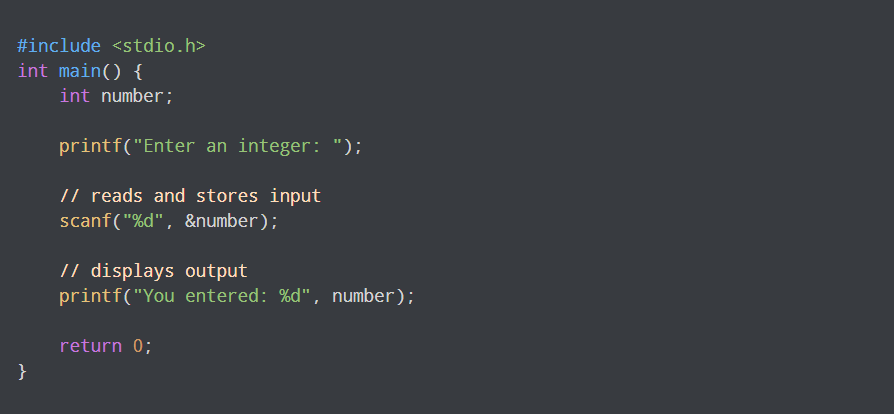 #include <stdio.h>
int main() {
    int number;
    printf("Enter an integer: ");
    // reads and stores input
    scanf("%d", &number);
    // displays output
    printf("You entered: %d", number);
    return 0;
}